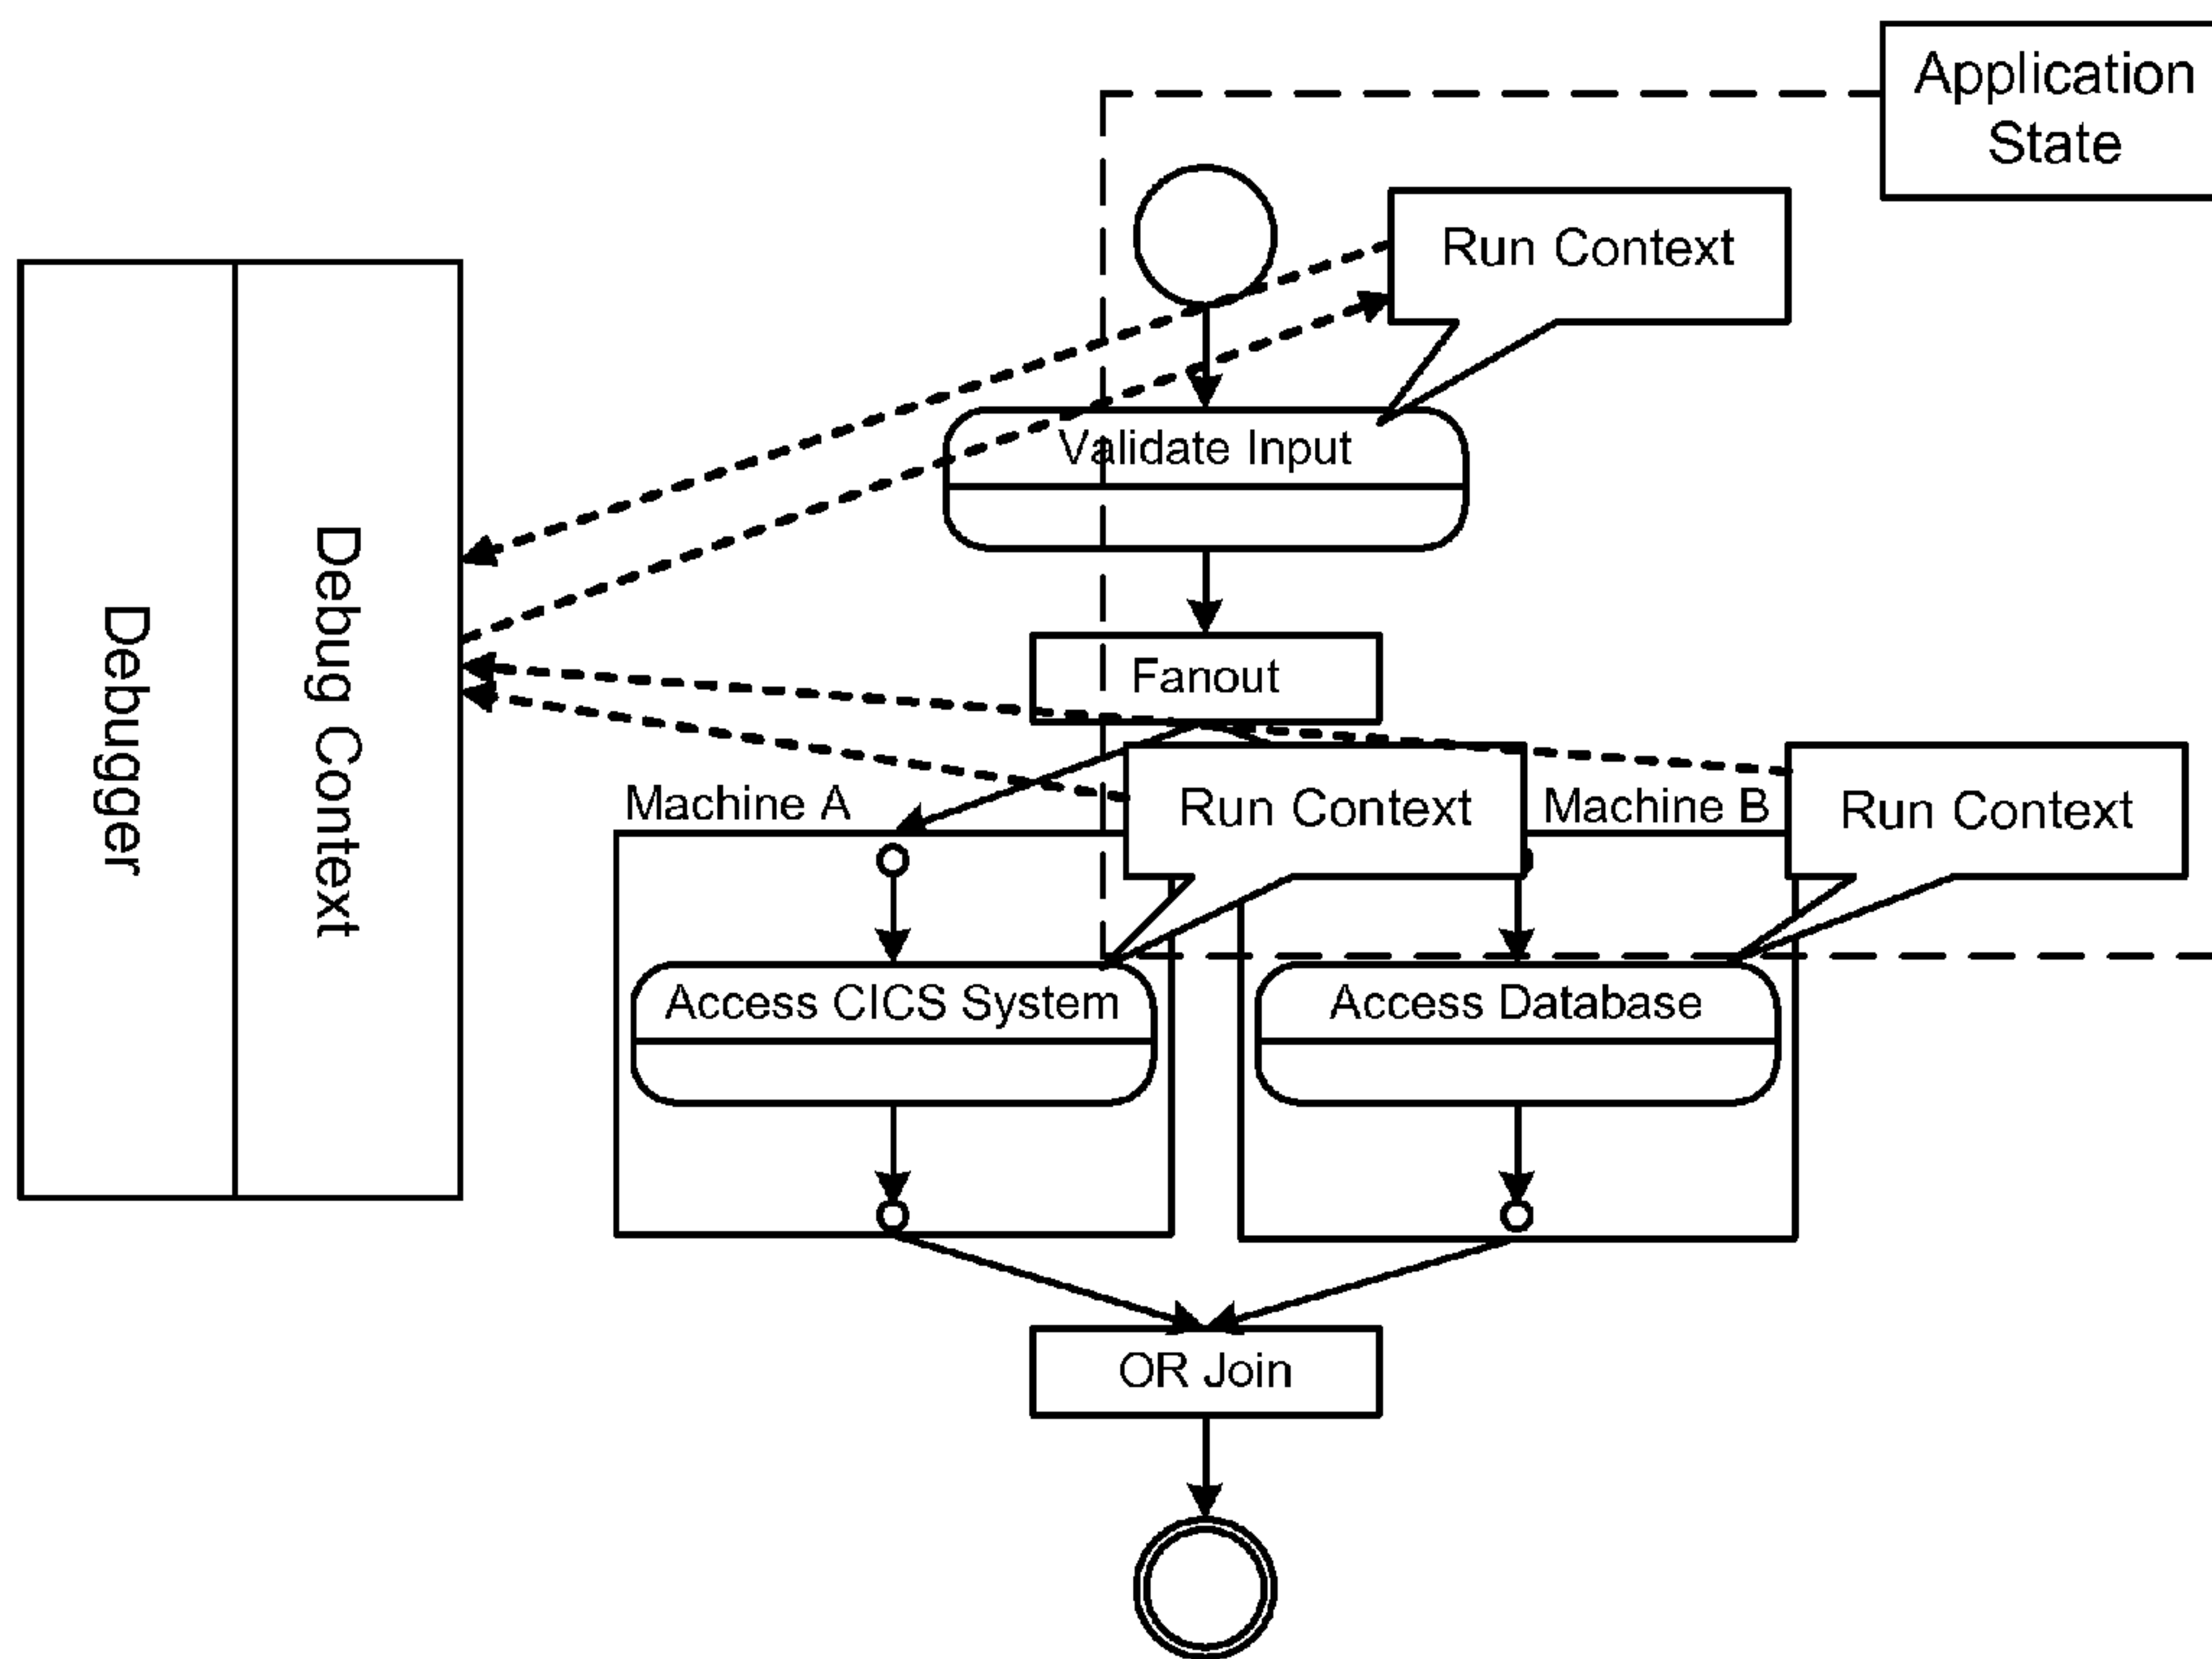 Application
State
Run Context
Validate Input
Fanout
Debugger
Debug Context
Machine A
Run Context
Machine B
Run Context
Access CICS System
Access Database
OR Join